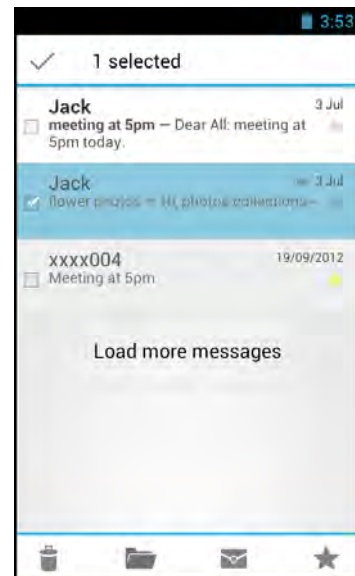 3:53
1 selected
Jack 3 Jul
meeting at 5pm – Dear All: meeting at
5pm today.
Jack 3 Jul
flower photos – Hi, photos collections–
xxxx004 19/09/2012
Meeting at 5pm
Load more messages